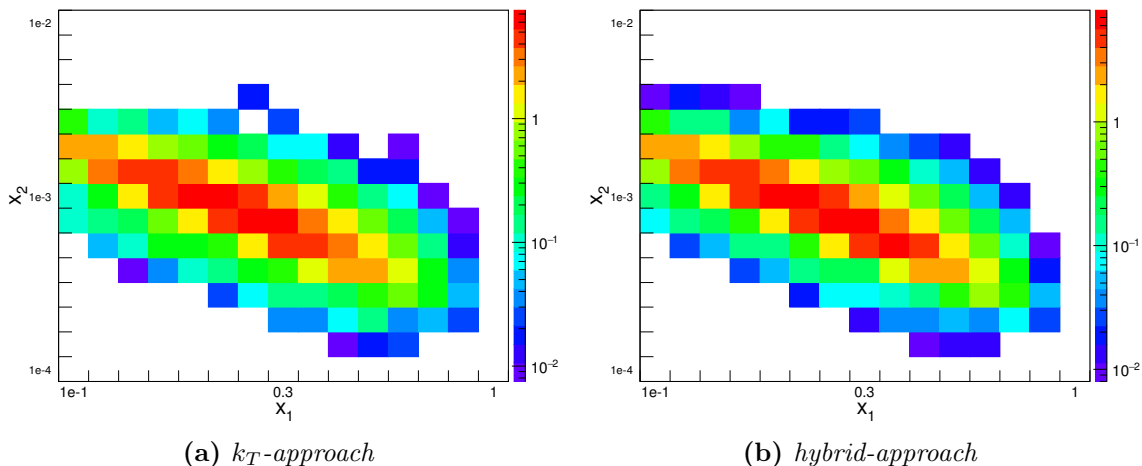 1e-2
1e-3
1e-4
x2
1e-1
0.3
1
x1
1
10−1
10−2
(a) kT-approach
1e-2
1e-3
1e-4
x2
1e-1
0.3
1
x1
1
10−1
10−2
(b) hybrid-approach